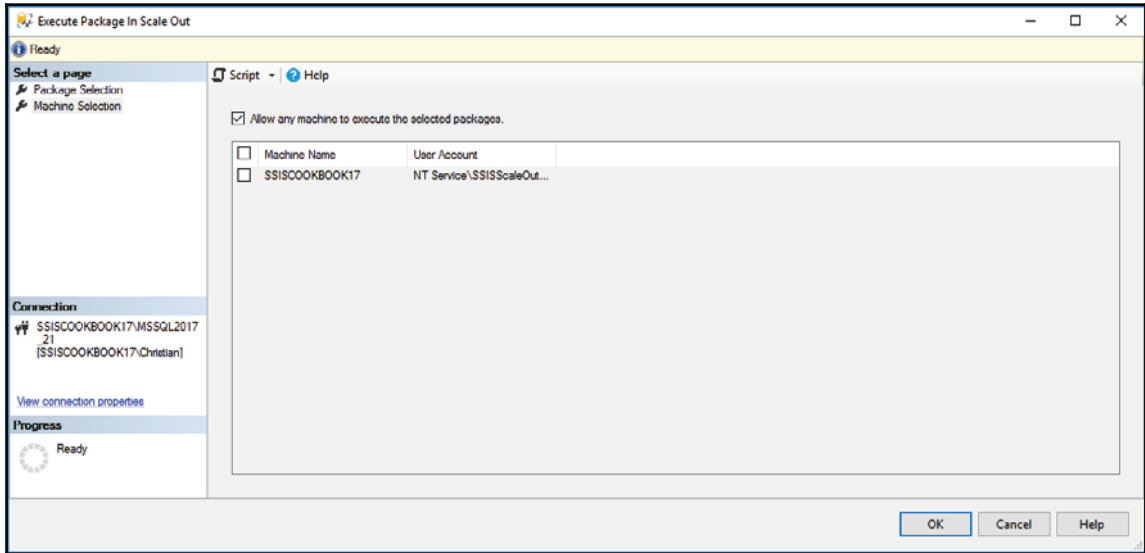 Execute Package In Scale Out
Ready
Select a page
Package Selection
Machine Selection
Script
Help
Allow any machine to execute the selected packages.
Machine Name User Account
SSISCOOKBOOK17 NT Service\SSISScaleOut...
Connection
SSISCOOKBOOK17\MSSQL2017
_21
[SSISCOOKBOOK17\Christian]
View connection properties
Progress
Ready
OK Cancel Help